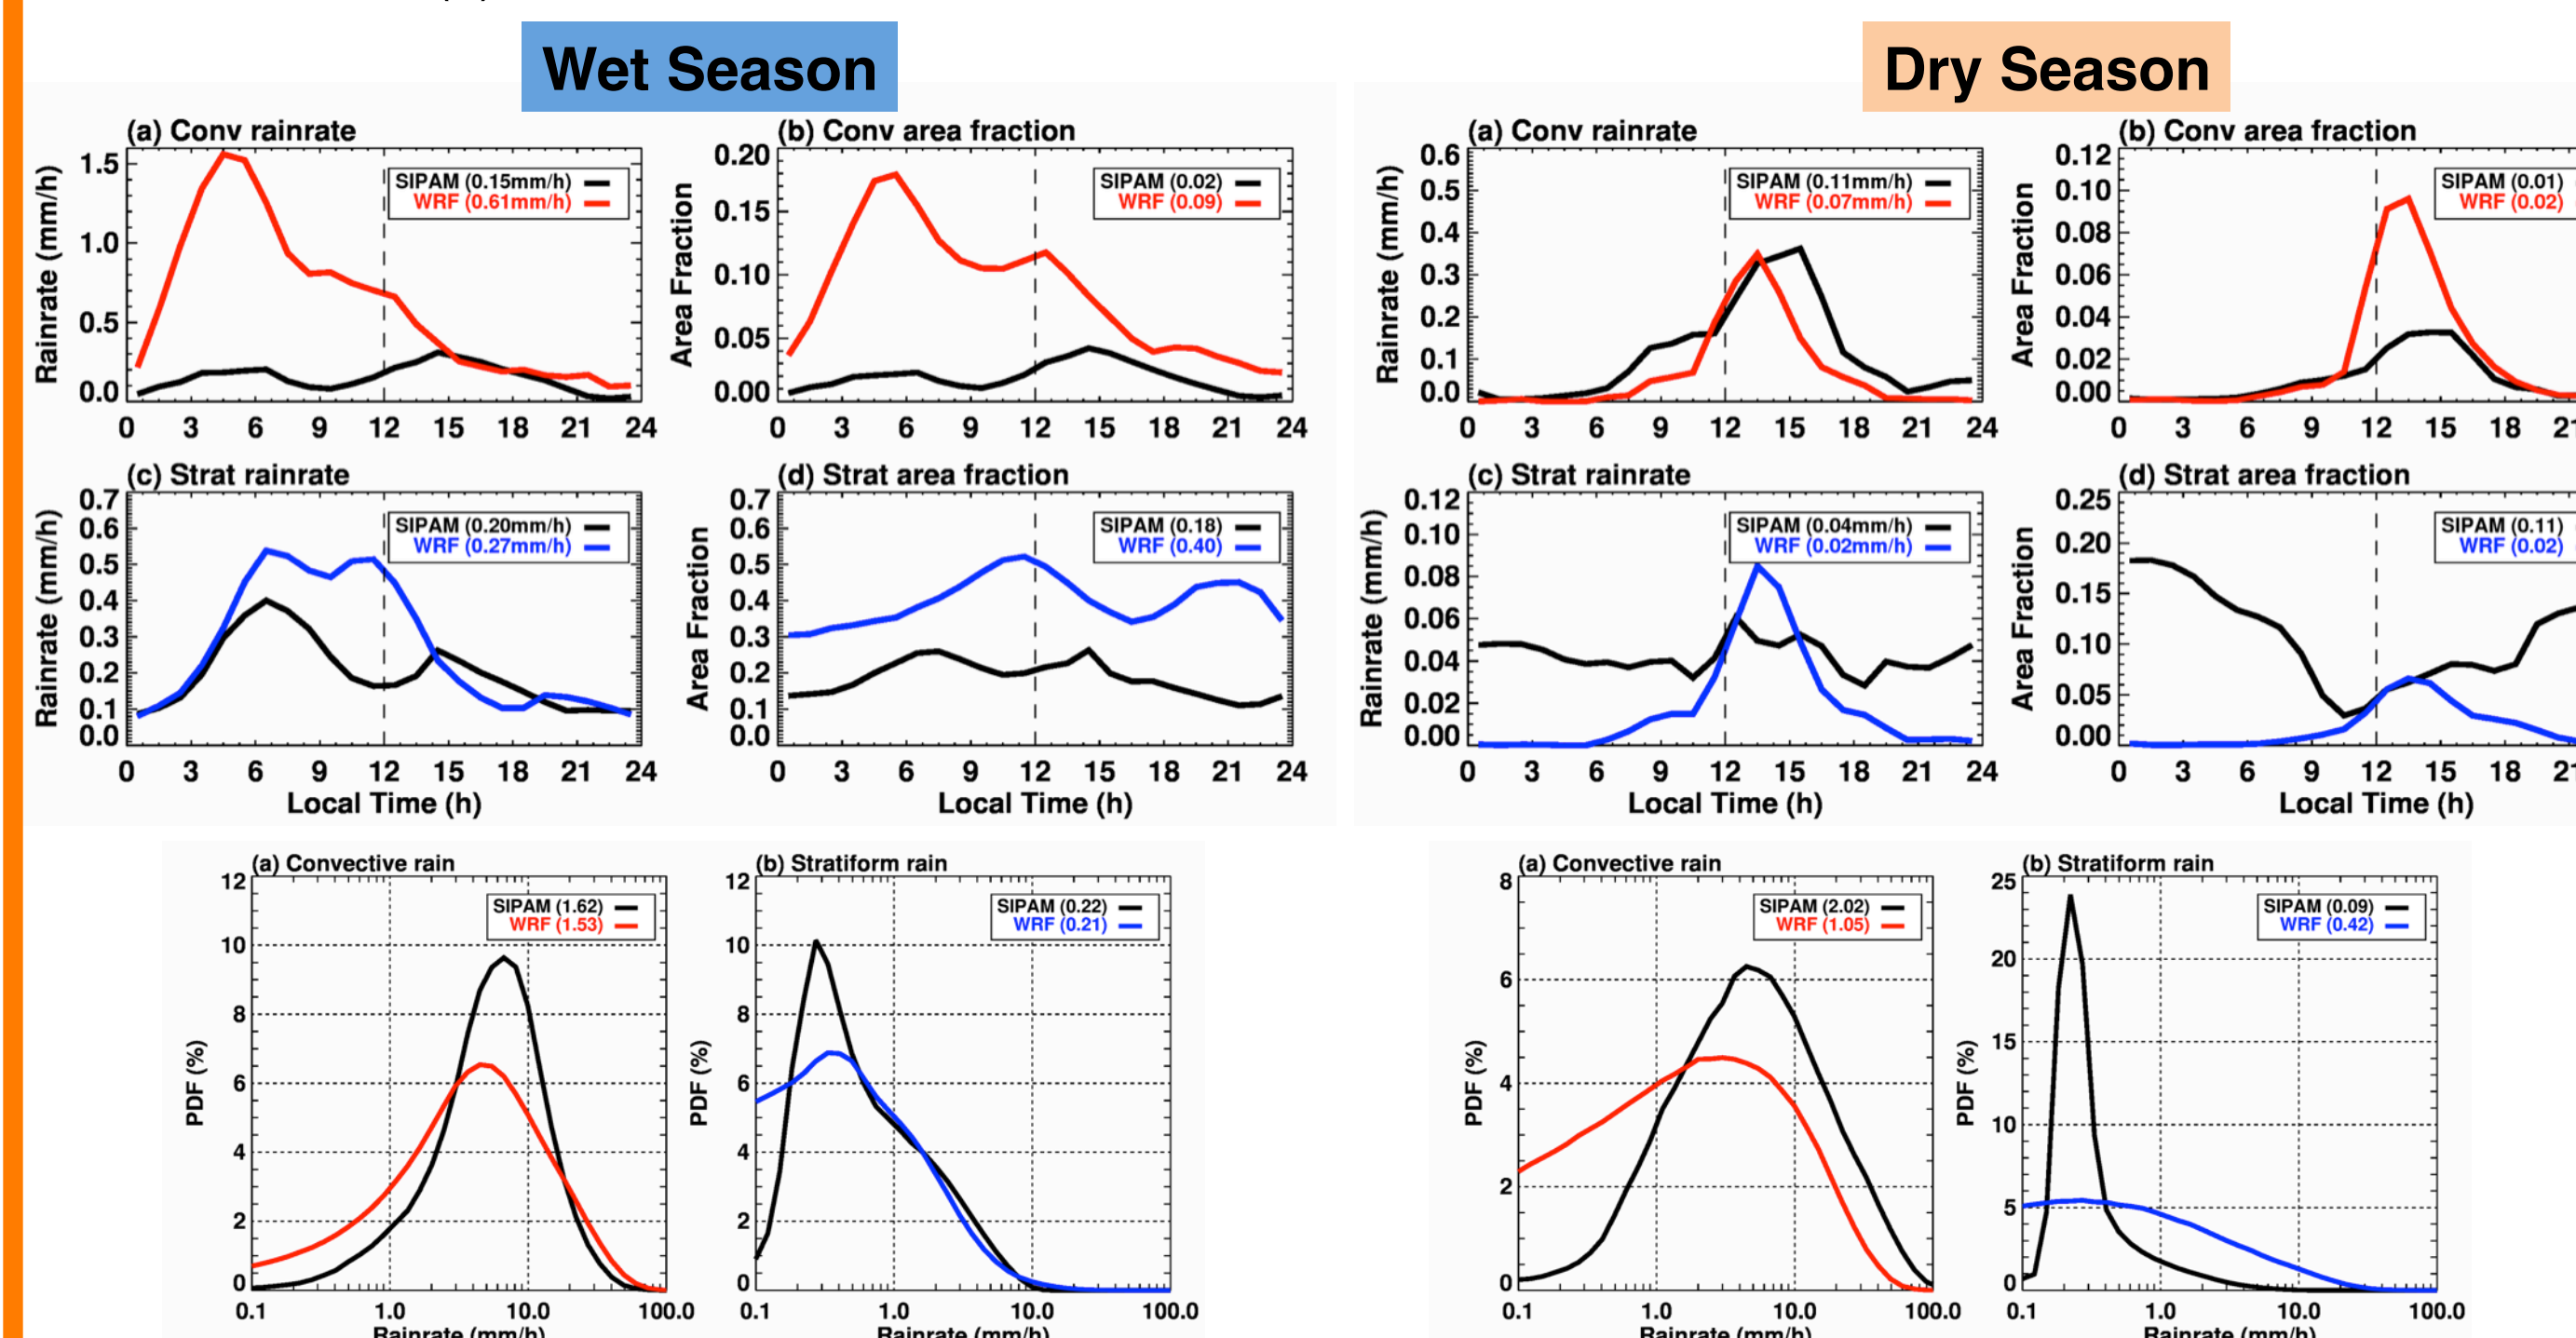 Wet Season
Dry Season
(a) Conv rainrate
Rainrate (mm/h)
1.5
1.0
0.5
0.0
SIPAM (0.15mm/h)
WRF (0.61mm/h)
0 3 6 9 12 15 18 21 24
(b) Conv area fraction
Area Fraction
0.20
0.15
0.10
0.05
0.00
SIPAM (0.02)
WRF (0.09)
0 3 6 9 12 15 18 21 24
(a) Conv rainrate
Rainrate (mm/h)
0.6
0.5
0.4
0.3
0.2
0.1
0.0
SIPAM (0.11mm/h)
WRF (0.07mm/h)
0 3 6 9 12 15 18 21 24
(b) Conv area fraction
Area Fraction
0.12
0.10
0.08
0.06
0.04
0.02
0.00
SIPAM (0.01)
WRF (0.02)
0 3 6 9 12 15 18
(c) Strat rainrate
Rainrate (mm/h)
0.7
0.6
0.5
0.4
0.3
0.2
0.1
0.0
SIPAM (0.20mm/h)
WRF (0.27mm/h)
0 3 6 9 12 15 18 21 24
Local Time (h)
(d) Strat area fraction
Area Fraction
0.7
0.6
0.5
0.4
0.3
0.2
0.1
0.0
SIPAM (0.18)
WRF (0.40)
0 3 6 9 12 15 18 21 24
Local Time (h)
(c) Strat rainrate
Rainrate (mm/h)
0.12
0.10
0.08
0.06
0.04
0.02
0.00
SIPAM (0.04mm/h)
WRF (0.02mm/h)
0 3 6 9 12 15 18 21 24
Local Time (h)
(d) Strat area fraction
Area Fraction
0.25
0.20
0.15
0.10
0.05
0.00
SIPAM (0.11)
WRF (0.02)
0 3 6 9 12 15 18
Local Time (h)
(a) Convective rain
PDF (%)
12
10
8
6
4
2
0
SIPAM (1.62)
WRF (1.53)
0.1 1.0 10.0 100.0
Rainrate (mm/h)
(b) Stratiform rain
PDF (%)
12
10
8
6
4
2
0
SIPAM (0.22)
WRF (0.21)
0.1 1.0 10.0 100.0
Rainrate (mm/h)
(a) Convective rain
PDF (%)
8
6
4
2
0
SIPAM (2.02)
WRF (1.05)
0.1 1.0 10.0 100.0
Rainrate (mm/h)
(b) Stratiform rain
PDF (%)
25
20
15
10
5
0
SIPAM (0.09)
WRF (0.42)
0.1 1.0 10.0 100.0
Rainrate (mm/h)